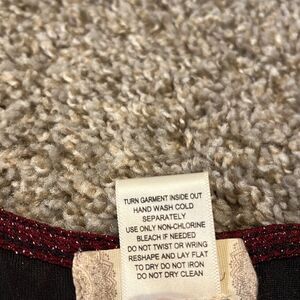 TURN GARMENT INSIDE OUT
HAND WASH COLD
SEPARATELY
USE ONLY NON-CHLORINE
BLEACH IF NEEDED
DO NOT TWIST OR WRING
RESHAPE AND LAY FLAT
TO DRY DO NOT IRON
DO NOT DRY CLEAN